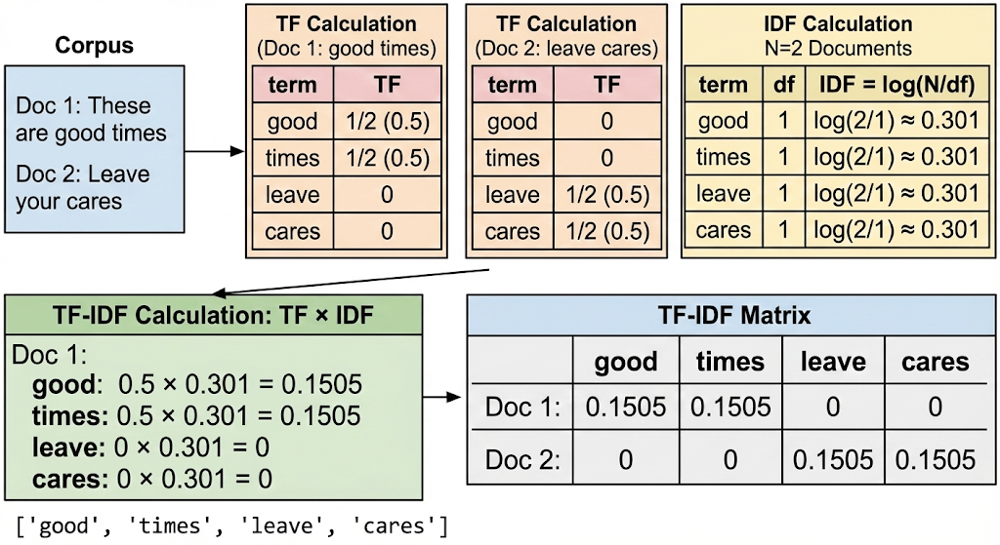 Corpus
Doc 1: These
are good times
Doc 2: Leave
your cares
TF Calculation
(Doc 1: good times)
term TF
good 1/2 (0.5)
times 1/2 (0.5)
leave 0
cares 0
TF Calculation
(Doc 2: leave cares)
term TF
good 0
times 0
leave 1/2 (0.5)
cares 1/2 (0.5)
IDF Calculation
N=2 Documents
term df IDF = log(N/df)
good 1 log(2/1) ≈ 0.301
times 1 log(2/1) ≈ 0.301
leave 1 log(2/1) ≈ 0.301
cares 1 log(2/1) ≈ 0.301
TF-IDF Calculation: TF × IDF
Doc 1:
good: 0.5 × 0.301 = 0.1505
times: 0.5 × 0.301 = 0.1505
leave: 0 × 0.301 = 0
cares: 0 × 0.301 = 0
TF-IDF Matrix
good times leave cares
Doc 1: 0.1505 0.1505 0 0
Doc 2: 0 0 0.1505 0.1505
['good', 'times', 'leave', 'cares']